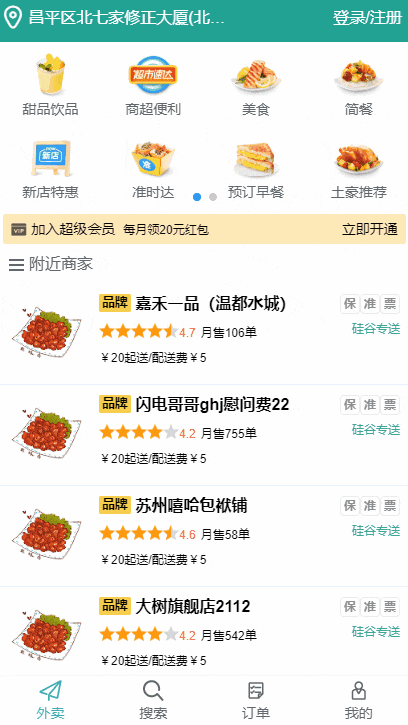 昌平区北七家修正大厦(北... 登录/注册
甜品饮品 商超便利 美食 简餐
新店特惠 准时达 预订早餐 土豪推荐
VIP 加入超级会员 每月领20元红包 立即开通
附近商家
品牌 嘉禾一品（温都水城） 保 准 票
4.7 月售106单 硅谷专送
￥20起送/配送费￥5
品牌 闪电哥哥ghj慰问费22 保 准 票
4.2 月售755单 硅谷专送
￥20起送/配送费￥5
品牌 苏州嘻哈包袱铺 保 准 票
4.6 月售58单 硅谷专送
￥20起送/配送费￥5
品牌 大树旗舰店2112 保 准 票
4.2 月售542单 硅谷专送
￥20起送/配送费￥5
外卖 搜索 订单 我的